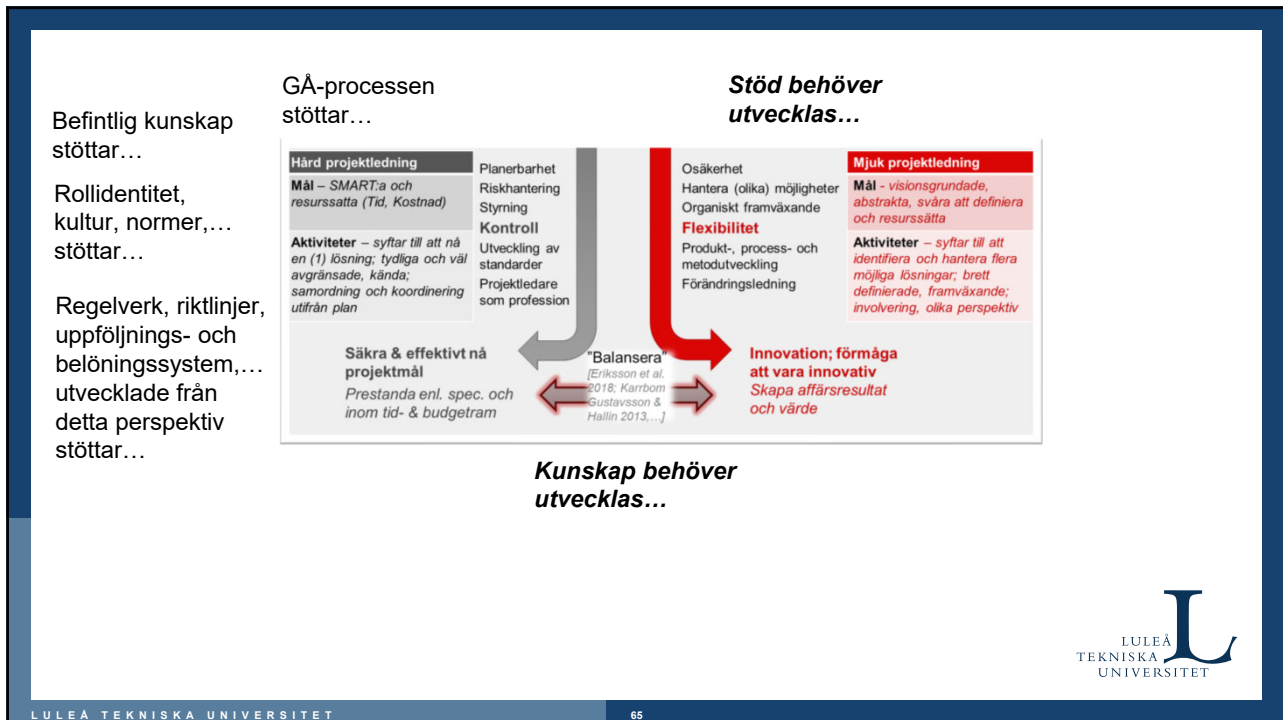 GÅ-processen
stöttar…
Stöd behöver
utvecklas…
Befintlig kunskap
stöttar…
Rollidentitet,
kultur, normer,…
stöttar…
Regelverk, riktlinjer,
uppföljnings- och
belöningssystem,…
utvecklade från
detta perspektiv
stöttar…
Hård projektledning
Mål – SMART:a och
resurssatta (Tid, Kostnad)
Aktiviteter – syftar till att nå
en (1) lösning; tydliga och väl
avgränsade, kända;
samordning och koordinering
utifrån plan
Planerbarhet
Riskhantering
Styrning
Kontroll
Utveckling av
standarder
Projektledare
som profession
Osäkerhet
Hantera (olika) möjligheter
Organiskt framväxande
Flexibilitet
Produkt-, process- och
metodutveckling
Förändringsledning
Mjuk projektledning
Mål - visionsgrundade,
abstrakta, svåra att definiera
och resurssätta
Aktiviteter – syftar till att
identifiera och hantera flera
möjliga lösningar; brett
definierade, framväxande;
involvering, olika perspektiv
Säkra & effektivt nå
projektmål
Prestanda enl. spec. och
inom tid- & budgetram
"Balansera"
[Eriksson et al.
2018; Karrbom
Gustavsson &
Hallin 2013,…]
Innovation; förmåga
att vara innovativ
Skapa affärsresultat
och värde
Kunskap behöver
utvecklas…
LULEÅ
TEKNISKA
UNIVERSITET
L
LULEÅ TEKNISKA UNIVERSITET
65